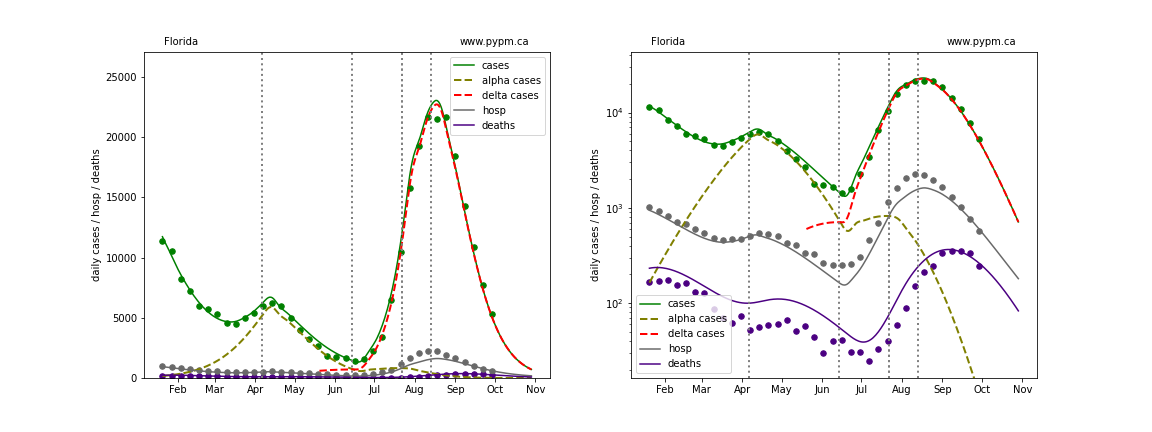 Florida www.pypm.ca
daily cases / hosp / deaths
25000
20000
15000
10000
5000
0
cases
alpha cases
delta cases
hosp
deaths
Feb Mar Apr May Jun Jul Aug Sep Oct Nov
Florida www.pypm.ca
daily cases / hosp / deaths
10⁴
10³
10²
cases
alpha cases
delta cases
hosp
deaths
Feb Mar Apr May Jun Jul Aug Sep Oct Nov